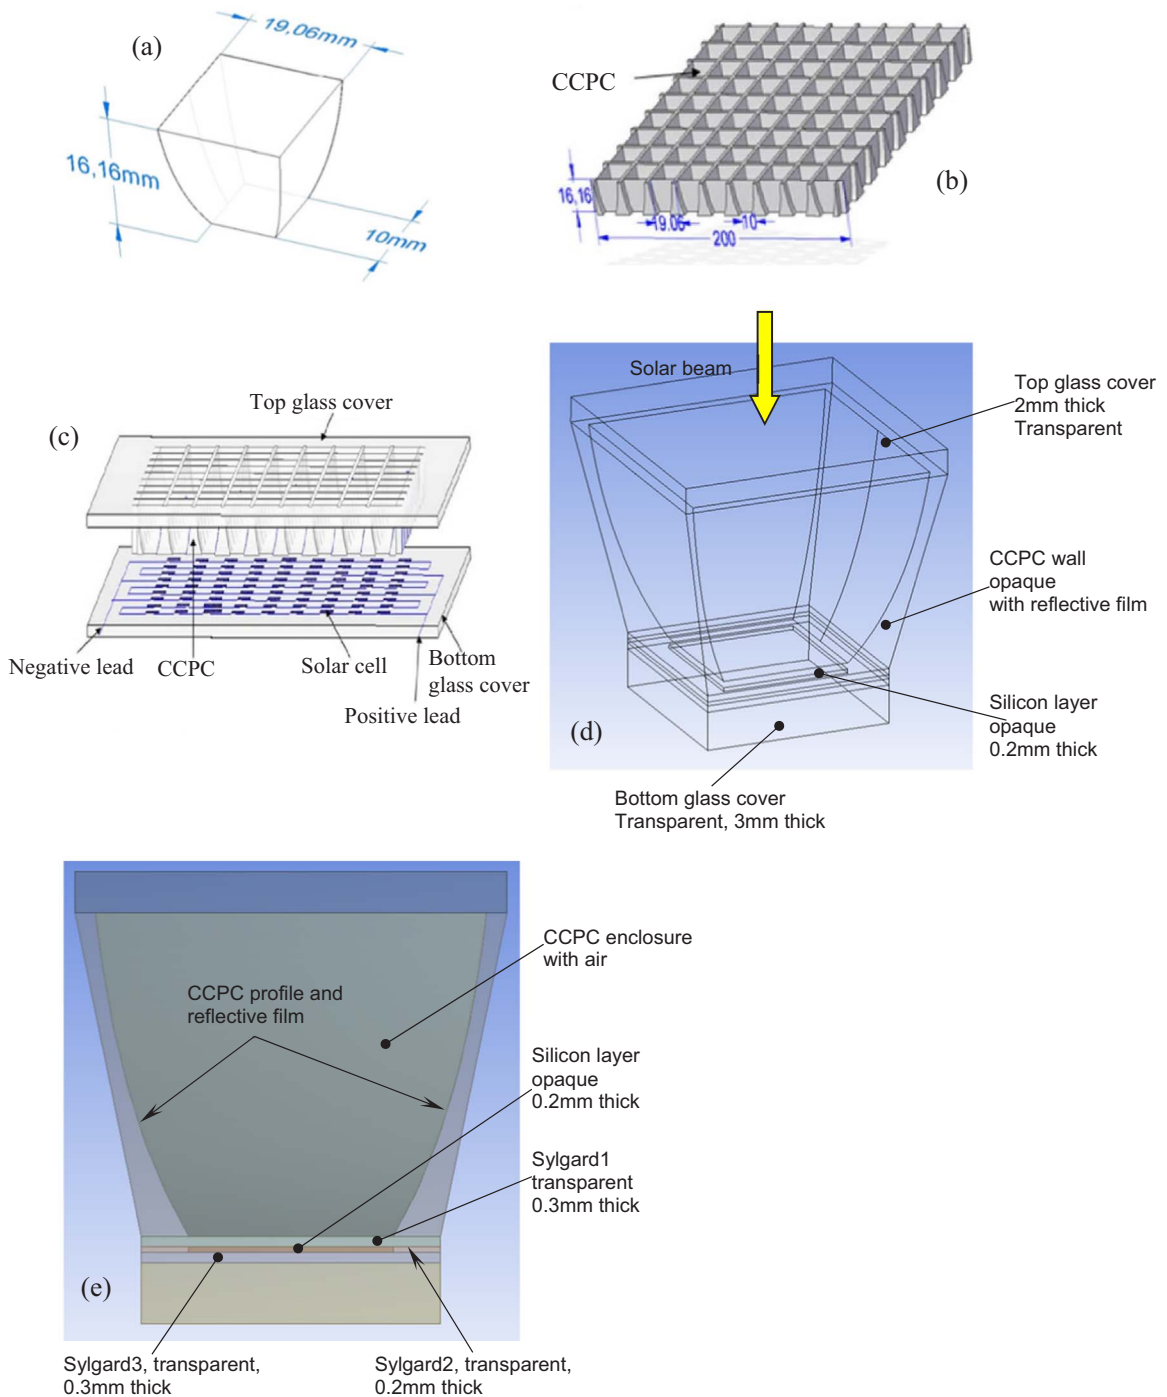 (a)
19,06mm
16,16mm
10mm
CCPC
(b)
16,16
19.06
10
200
(c)
Top glass cover
Negative lead
CCPC
Solar cell
Bottom
glass cover
Positive lead
Solar beam
Top glass cover
2mm thick
Transparent
CCPC wall
opaque
with reflective film
Silicon layer
opaque
0.2mm thick
(d)
Bottom glass cover
Transparent, 3mm thick
CCPC enclosure
with air
CCPC profile and
reflective film
Silicon layer
opaque
0.2mm thick
Sylgard1
transparent
0.3mm thick
(e)
Sylgard3, transparent,
0.3mm thick
Sylgard2, transparent,
0.2mm thick